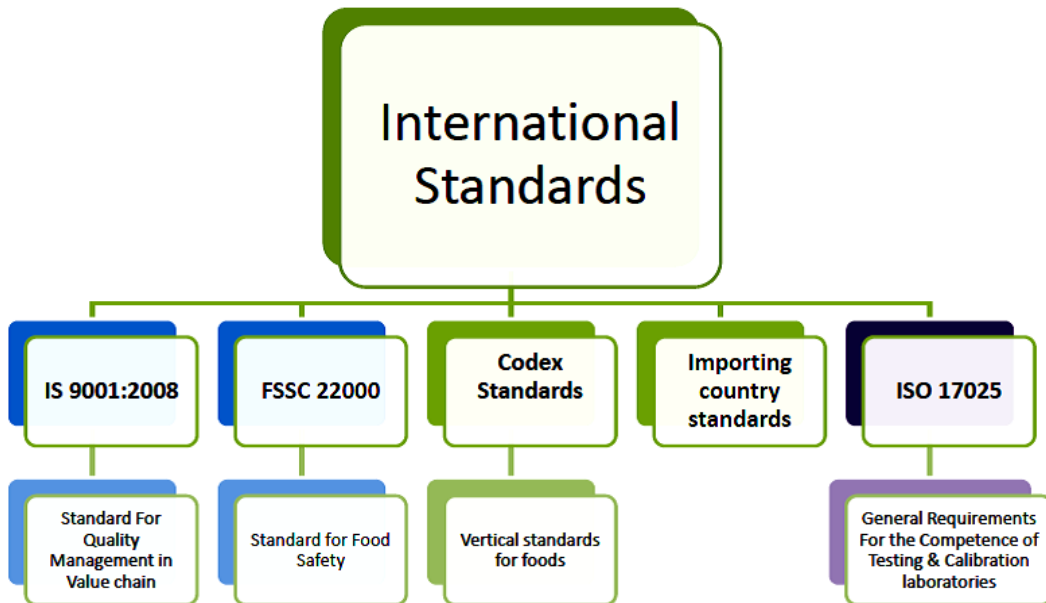 International
Standards
IS 9001:2008
FSSC 22000
Codex
Standards
Importing
country
standards
ISO 17025
Standard For
Quality
Management in
Value chain
Standard for Food
Safety
Vertical standards
for foods
General Requirements
For the Competence of
Testing & Calibration
laboratories